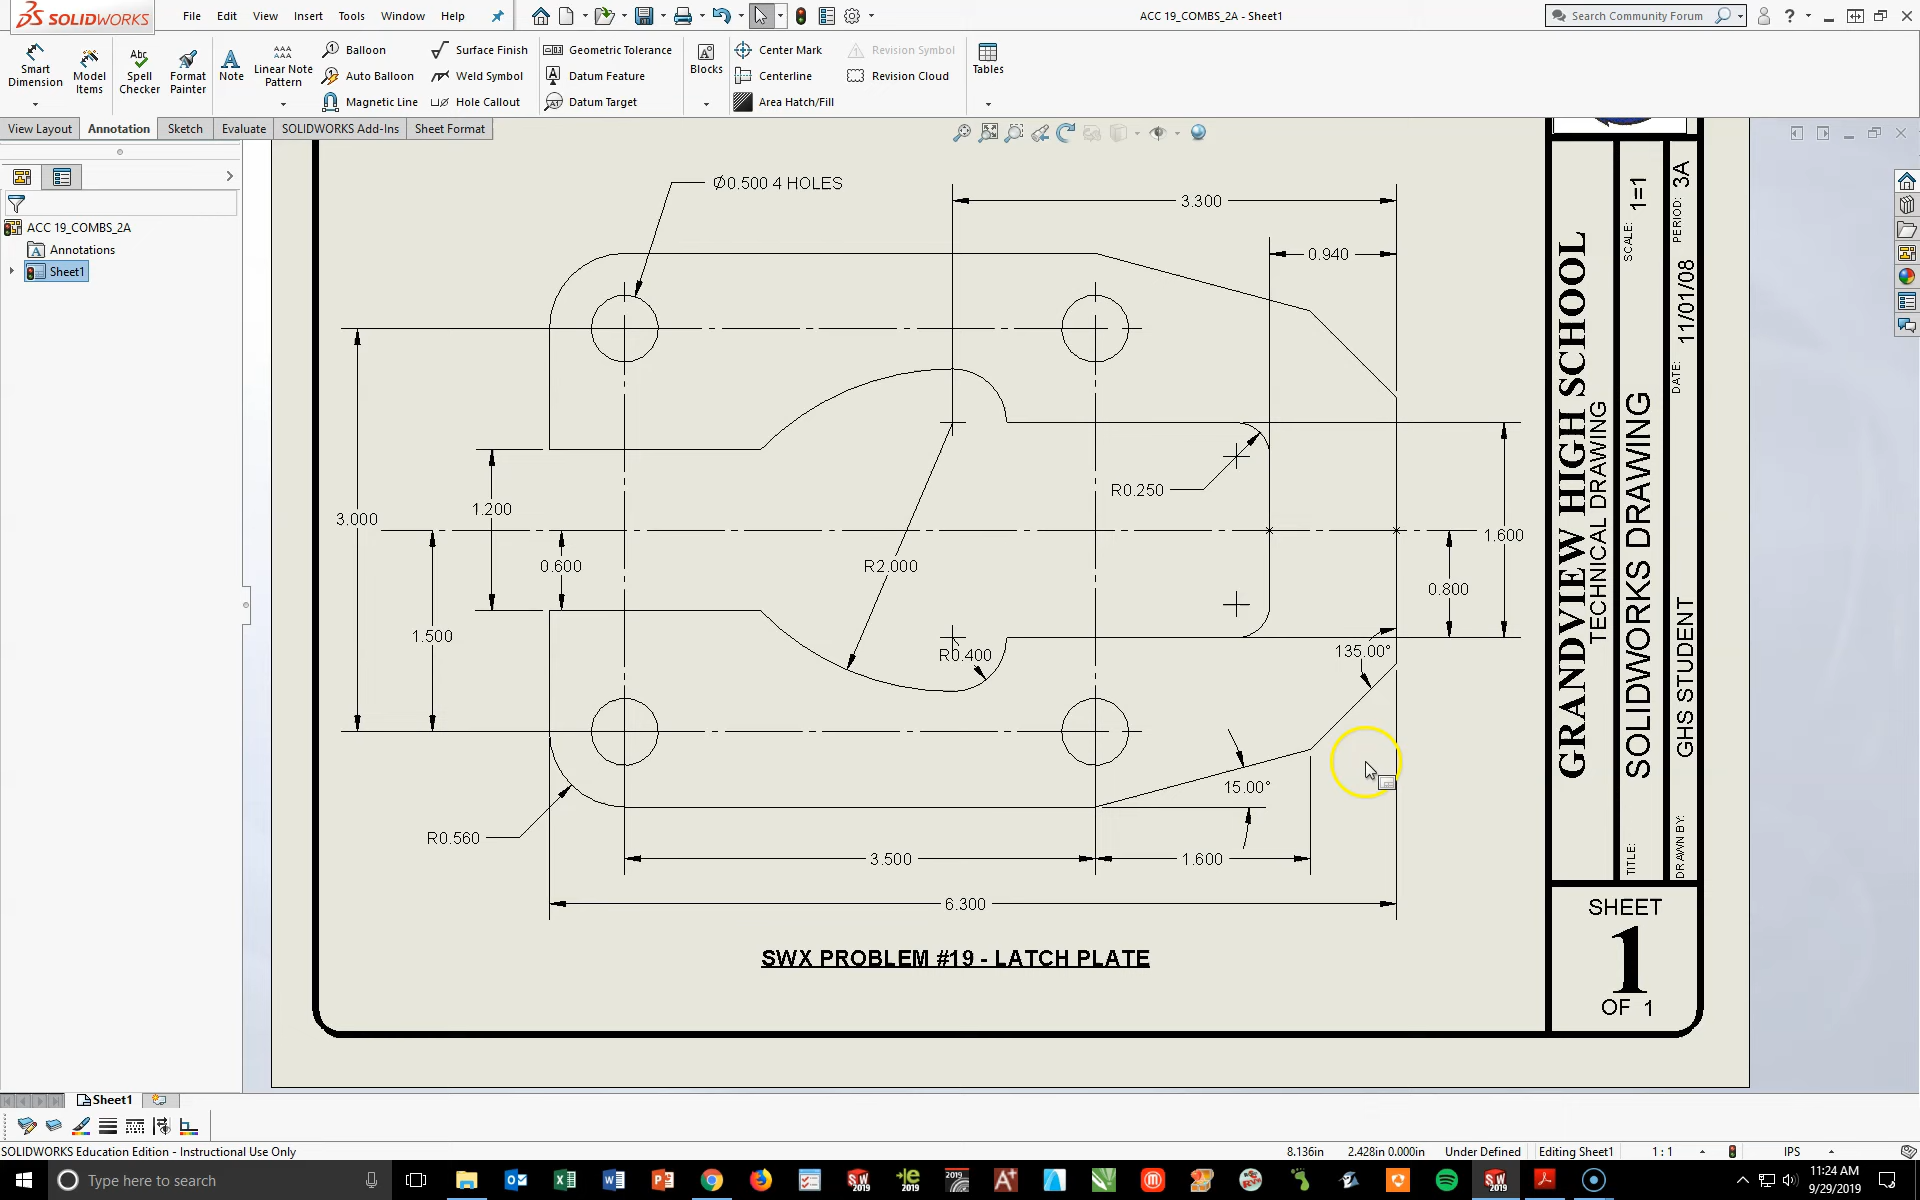 SOLIDWORKS
File Edit View Insert Tools Window Help
ACC 19_COMBS_2A - Sheet1
Search Community Forum
Smart Dimension
Model Items
Spell Checker
Format Painter
Note
Linear Note Pattern
Balloon
Auto Balloon
Magnetic Line
Surface Finish
Weld Symbol
Hole Callout
Geometric Tolerance
Datum Feature
Datum Target
Blocks
Center Mark
Centerline
Area Hatch/Fill
Revision Symbol
Revision Cloud
Tables
View Layout Annotation Sketch Evaluate SOLIDWORKS Add-Ins Sheet Format
ACC 19_COMBS_2A
Annotations
Sheet1
Ø0.500 4 HOLES
3.300
0.940
3.000
1.200
0.600
1.500
R2.000
R0.250
R0.400
1.600
0.800
135.00°
15.00°
R0.560
3.500
1.600
6.300
SWX PROBLEM #19 - LATCH PLATE
GRANDVIEW HIGH SCHOOL
TECHNICAL DRAWING
SCALE: 1=1
TITLE: SOLIDWORKS DRAWING
PERIOD: 3A
DATE: 11/01/08
DRAWN BY: GHS STUDENT
SHEET
1
OF 1
Sheet1
SOLIDWORKS Education Edition - Instructional Use Only
8.136in 2.428in 0.000in Under Defined Editing Sheet1 1 : 1 IPS
Type here to search
11:24 AM
9/29/2019